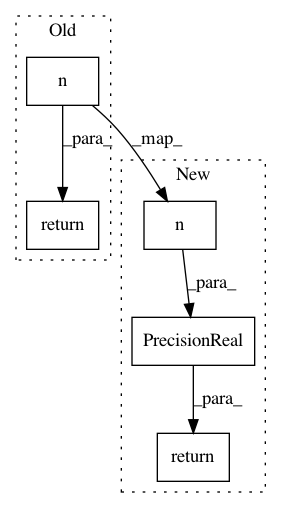 Old
n
_para_
_map_
return
New
n
_para_
PrecisionReal
_para_
return